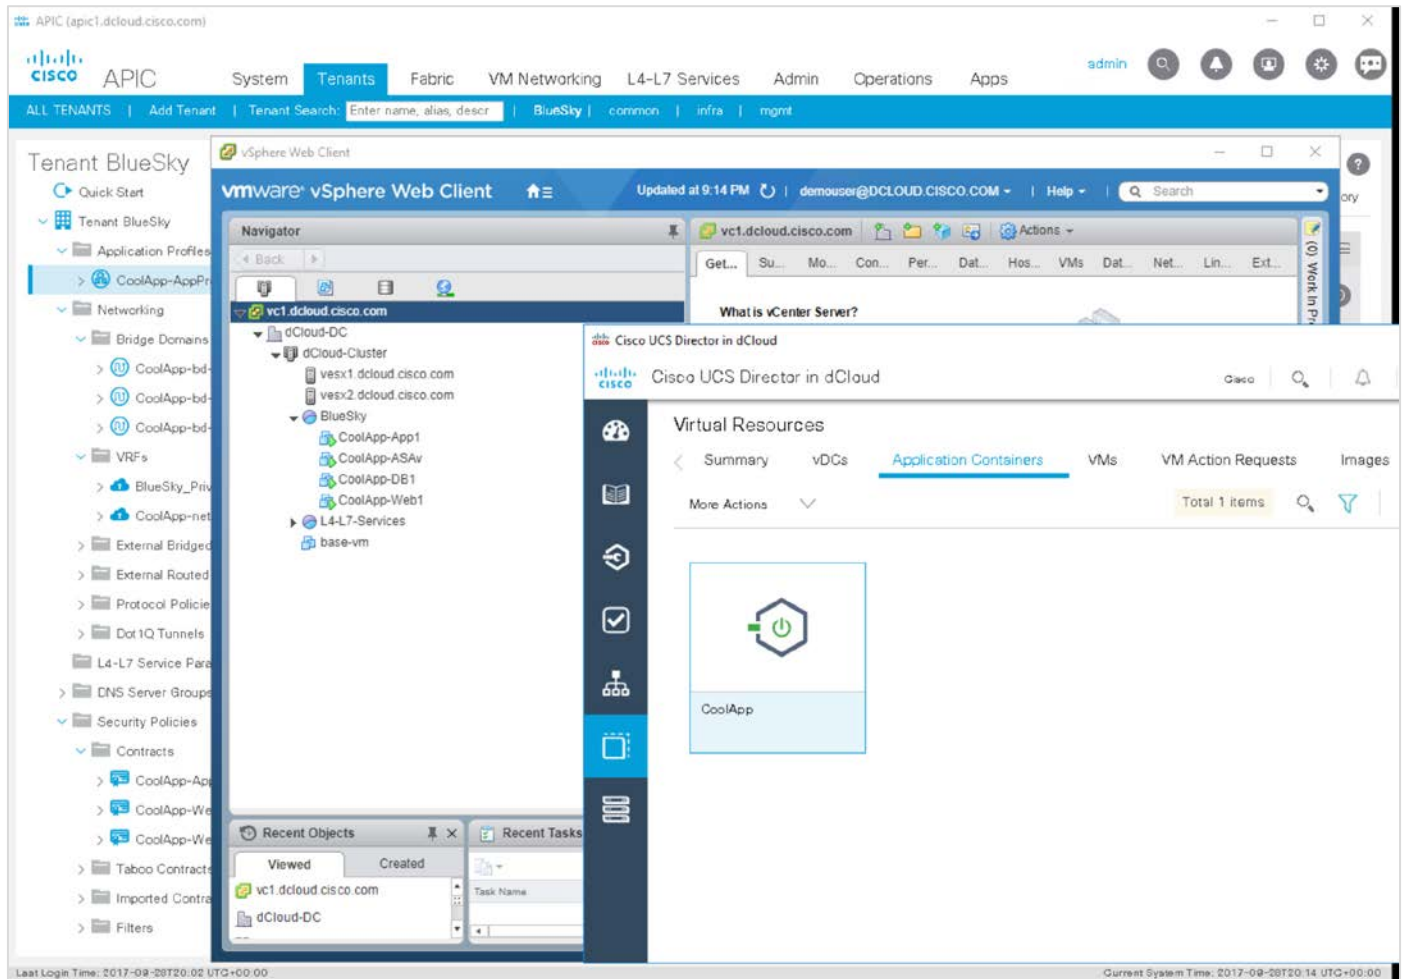 APIC (apic1.dcloud.cisco.com)
cisco APIC System Tenants Fabric VM Networking L4-L7 Services Admin Operations Apps admin
ALL TENANTS | Add Tenant | Tenant Search: Enter name, alias, descr | BlueSky | common | infra | mgmt
Tenant BlueSky
Quick Start
Tenant BlueSky
Application Profiles
CoolApp-AppPr
Networking
Bridge Domains
CoolApp-bd-
CoolApp-bd-
CoolApp-bd-
VRFs
BlueSky_Priv
CoolApp-net
External Bridged
External Routed
Protocol Policie
Dot1Q Tunnels
L4-L7 Service Para
DNS Server Groups
Security Policies
Contracts
CoolApp-App
CoolApp-We
CoolApp-We
Taboo Contracts
Imported Contra
Filters
vSphere Web Client
vmware® vSphere Web Client Updated at 9:14 PM | demouser@DCLOUD.CISCO.COM | Help | Search
ory
Navigator
Back
vc1.dcloud.cisco.com
dCloud-DC
dCloud-Cluster
vesx1.dcloud.cisco.com
vesx2.dcloud.cisco.com
BlueSky
CoolApp-App1
CoolApp-ASAv
CoolApp-DB1
CoolApp-Web1
L4-L7-Services
base-vm
vc1.dcloud.cisco.com Actions
Get... Su... Mo... Con... Per... Dat... Hos... VMs Dat... Net... Lin... Ext...
What is vCenter Server?
(0) Work In Pr
Recent Objects
Viewed Created
vc1.dcloud.cisco.com
dCloud-DC
Recent Tasks
Task Name
Cisco UCS Director in dCloud
cisco Cisco UCS Director in dCloud Cisco
Virtual Resources
Summary vDCs Application Containers VMs VM Action Requests Images
More Actions Total 1 items
CoolApp
Last Login Time: 2017-09-28T20:02 UTC+00:00 Current System Time: 2017-09-28T20:14 UTC+00:00